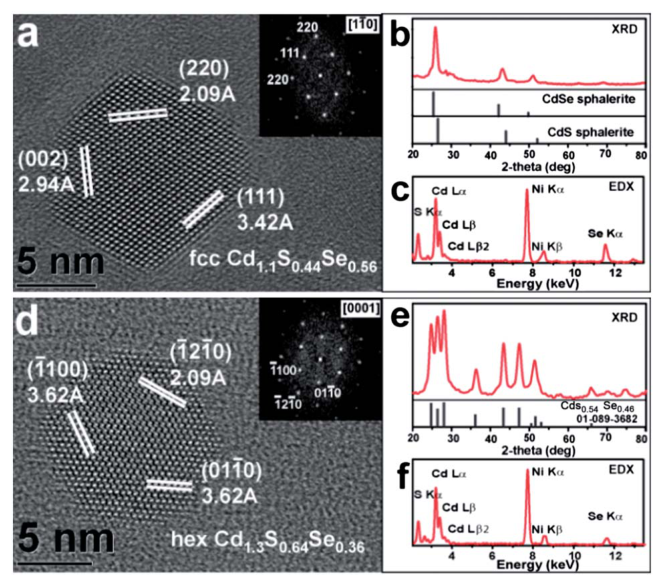 a
[11̄0]
220
111
220
(220)
2.09A
(002)
2.94A
(111)
3.42A
5 nm
fcc Cd1.1S0.44Se0.56
b
XRD
CdSe sphalerite
CdS sphalerite
20 30 40 50 60 70 80
2-theta (deg)
c
EDX
Cd Lα
S Kα
Cd Lβ
Cd Lβ2
Ni Kα
Ni Kβ
Se Kα
4 6 8 10 12
Energy (keV)
d
[0001]
1̄100
011̄0
1̄21̄0
(1̄100)
3.62A
(1̄21̄0)
2.09A
(011̄0)
3.62A
5 nm
hex Cd1.3S0.64Se0.36
e
XRD
Cds0.54 Se0.46
01-089-3682
20 30 40 50 60 70 80
2-theta (deg)
f
EDX
Cd Lα
S Kα
Cd Lβ
Cd Lβ2
Ni Kα
Ni Kβ
Se Kα
4 6 8 10 12
Energy (keV)